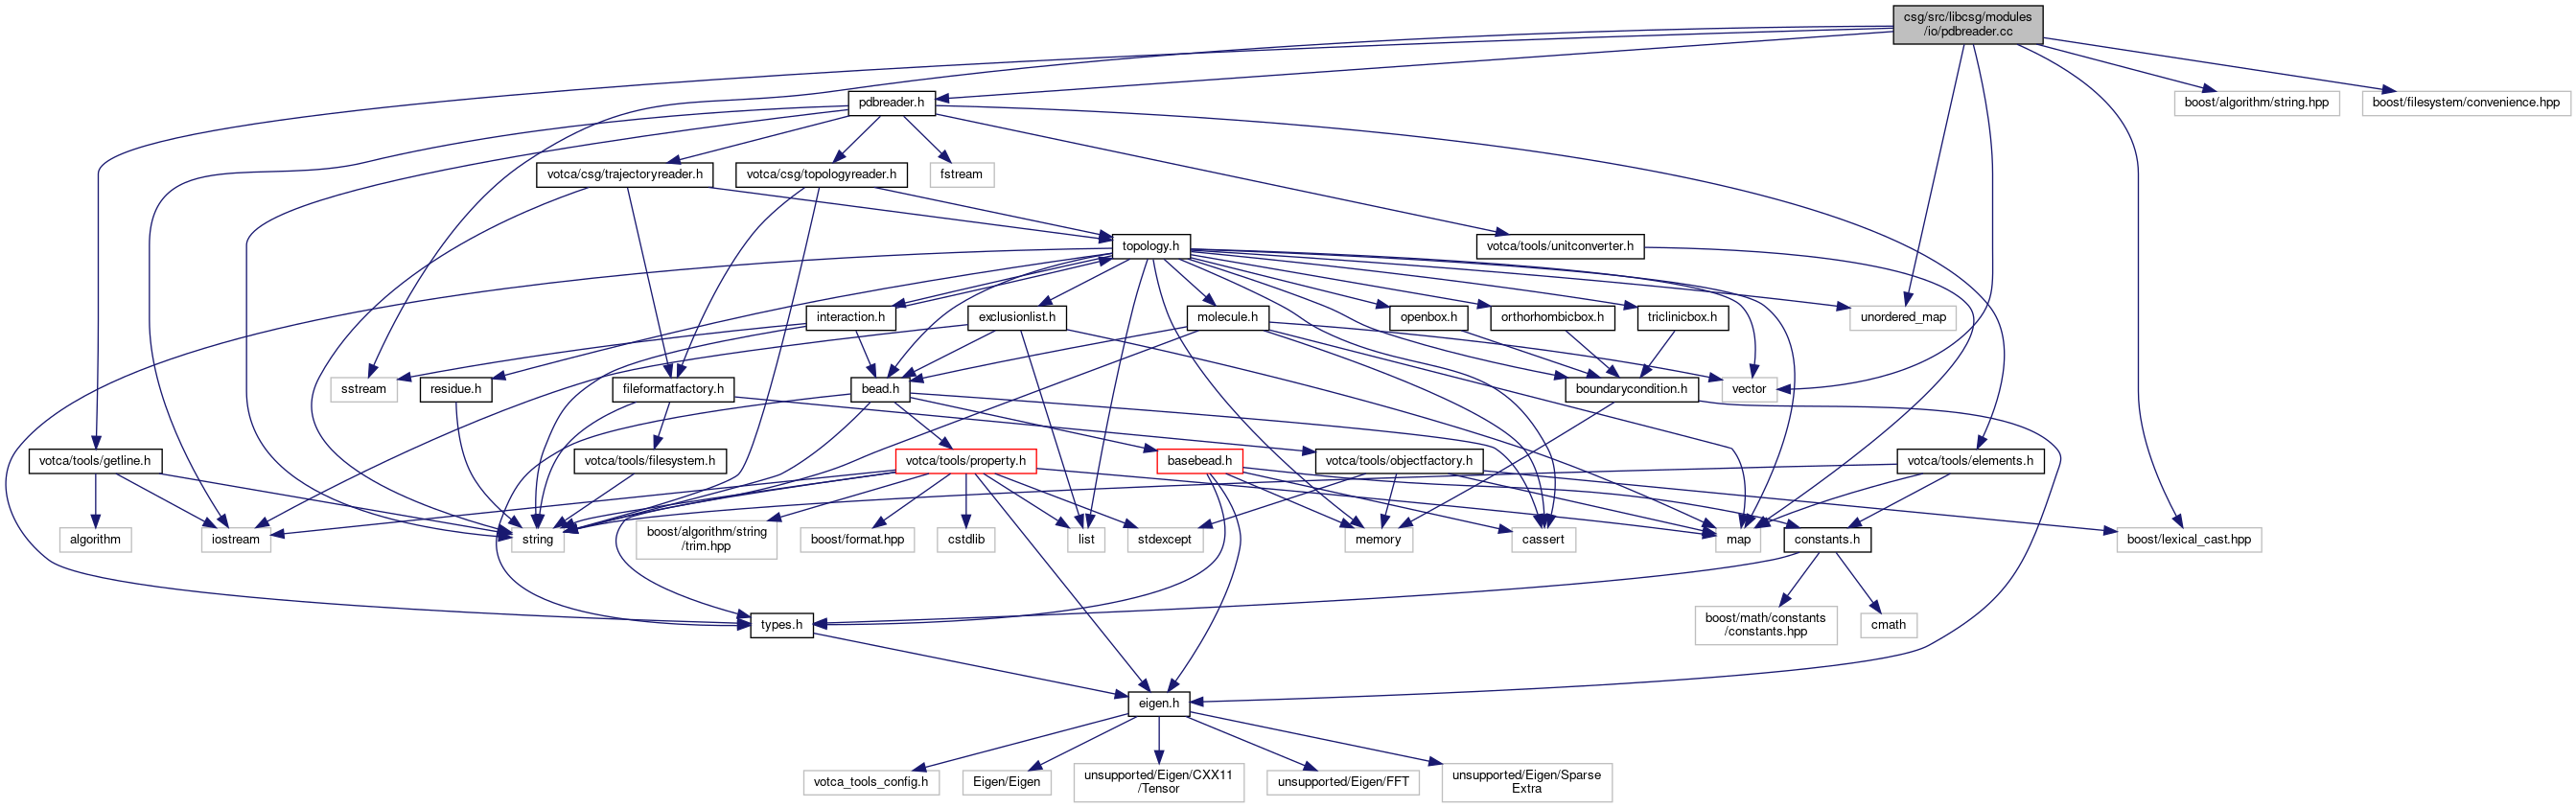 csg/src/libcsg/modules
/io/pdbreader.cc
pdbreader.h
boost/algorithm/string.hpp
boost/filesystem/convenience.hpp
votca/csg/trajectoryreader.h
votca/csg/topologyreader.h
fstream
topology.h
votca/tools/unitconverter.h
interaction.h
exclusionlist.h
molecule.h
openbox.h
orthorhombicbox.h
triclinicbox.h
unordered_map
sstream
residue.h
fileformatfactory.h
bead.h
boundarycondition.h
vector
votca/tools/getline.h
votca/tools/filesystem.h
votca/tools/property.h
basebead.h
votca/tools/objectfactory.h
votca/tools/elements.h
algorithm
iostream
string
boost/algorithm/string
/trim.hpp
boost/format.hpp
cstdlib
list
stdexcept
memory
cassert
map
constants.h
boost/lexical_cast.hpp
types.h
boost/math/constants
/constants.hpp
cmath
eigen.h
votca_tools_config.h
Eigen/Eigen
unsupported/Eigen/CXX11
/Tensor
unsupported/Eigen/FFT
unsupported/Eigen/Sparse
Extra